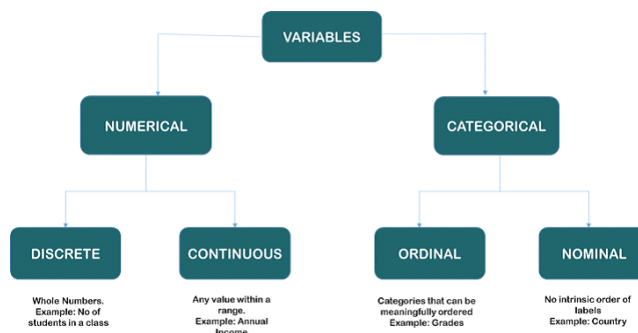 VARIABLES
NUMERICAL
CATEGORICAL
DISCRETE
CONTINUOUS
ORDINAL
NOMINAL
Whole Numbers.
Example: No of
students in a class
Any value within a
range.
Example: Annual
Income
Categories that can be
meaningfully ordered
Example: Grades
No intrinsic order of
labels
Example: Country